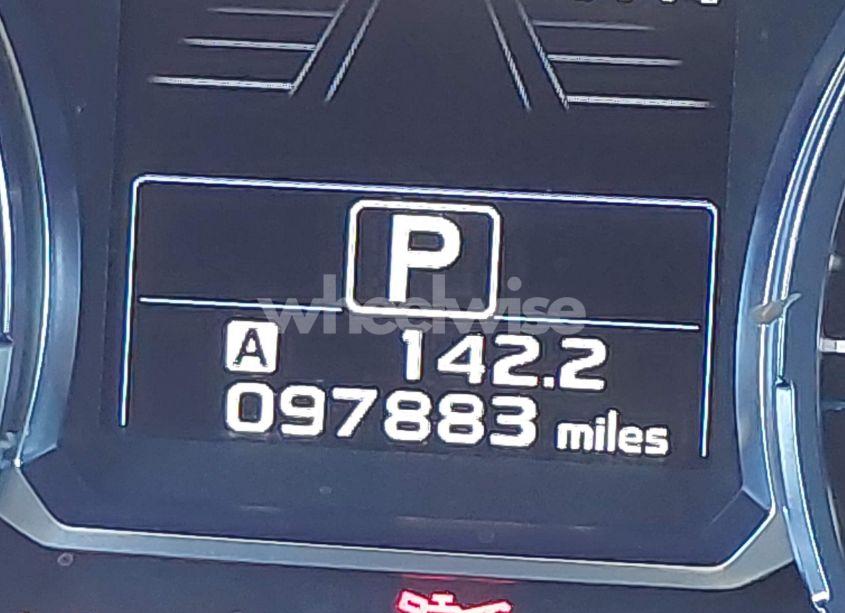 P
wheelwise
A 142.2
097883 miles